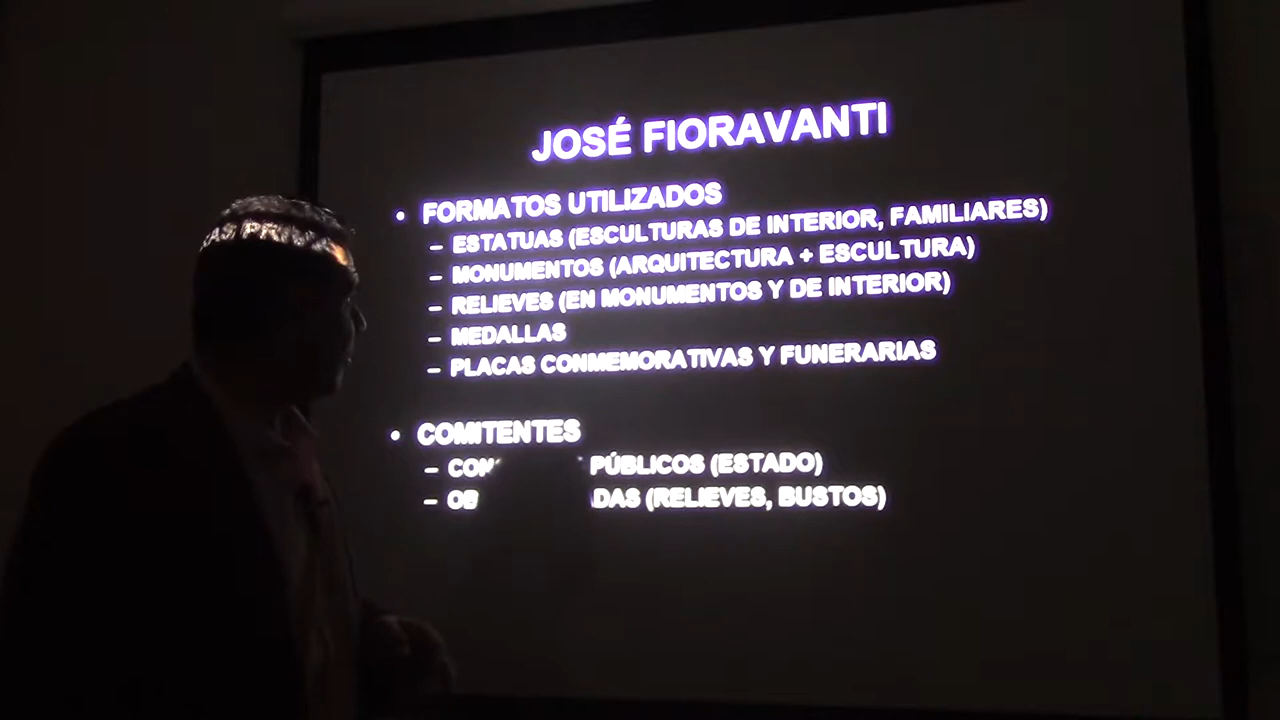 JOSÉ FIORAVANTI
• FORMATOS UTILIZADOS
– ESTATUAS (ESCULTURAS DE INTERIOR, FAMILIARES)
– MONUMENTOS (ARQUITECTURA + ESCULTURA)
– RELIEVES (EN MONUMENTOS Y DE INTERIOR)
– MEDALLAS
– PLACAS CONMEMORATIVAS Y FUNERARIAS
• COMITENTES
– PÚBLICOS (ESTADO)
– (RELIEVES, BUSTOS)